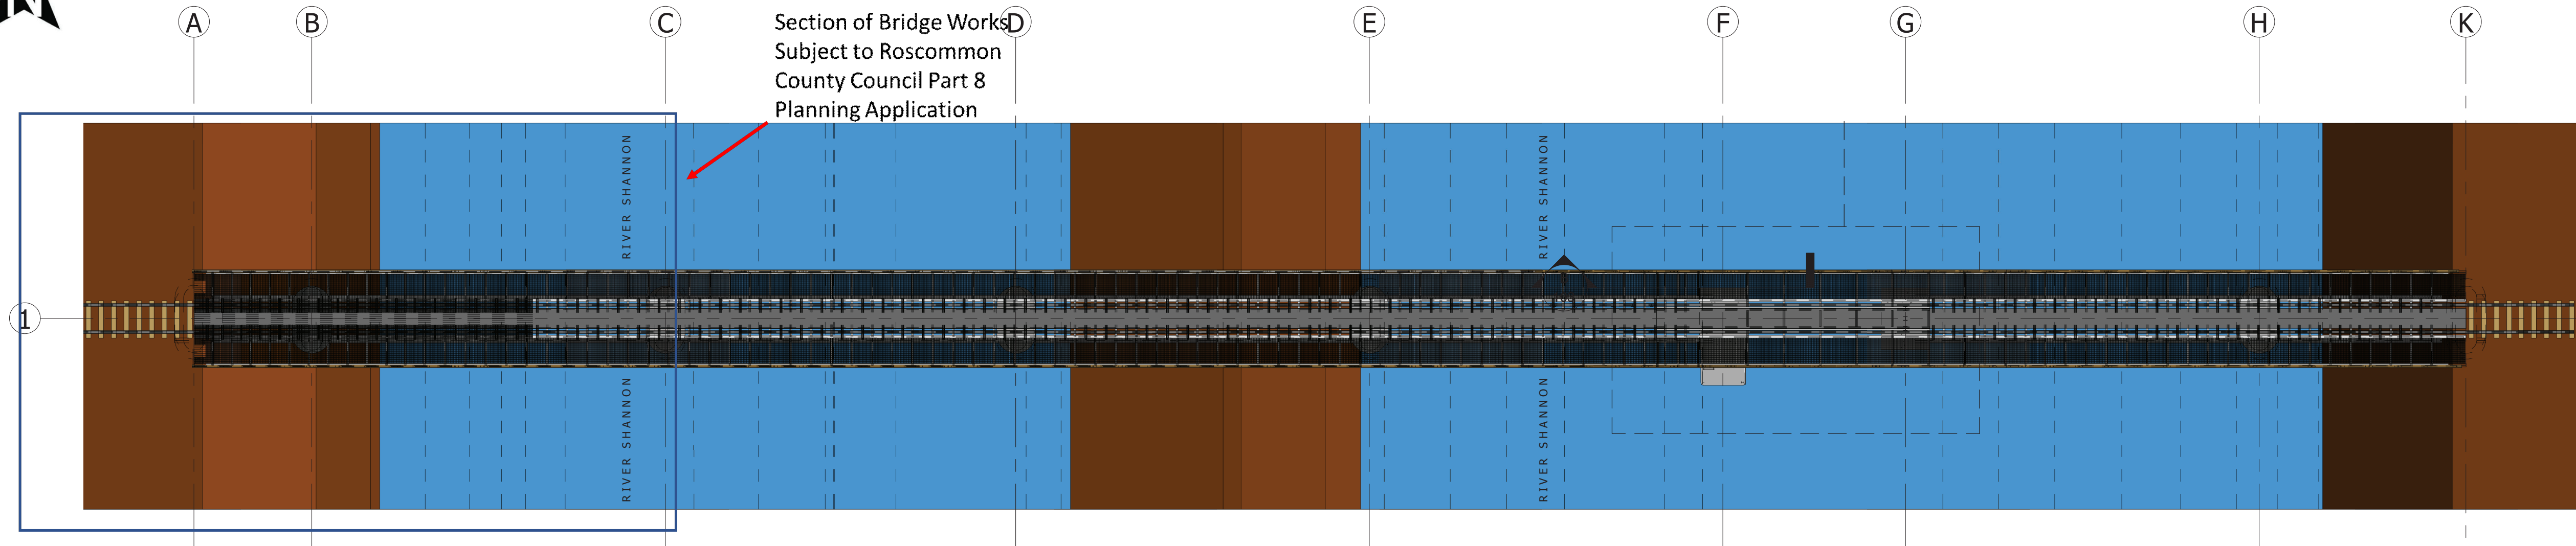 N
A
B
C
D
E
F
G
H
K
Section of Bridge Works
Subject to Roscommon
County Council Part 8
Planning Application
1
RIVER SHANNON
RIVER SHANNON
RIVER SHANNON
RIVER SHANNON